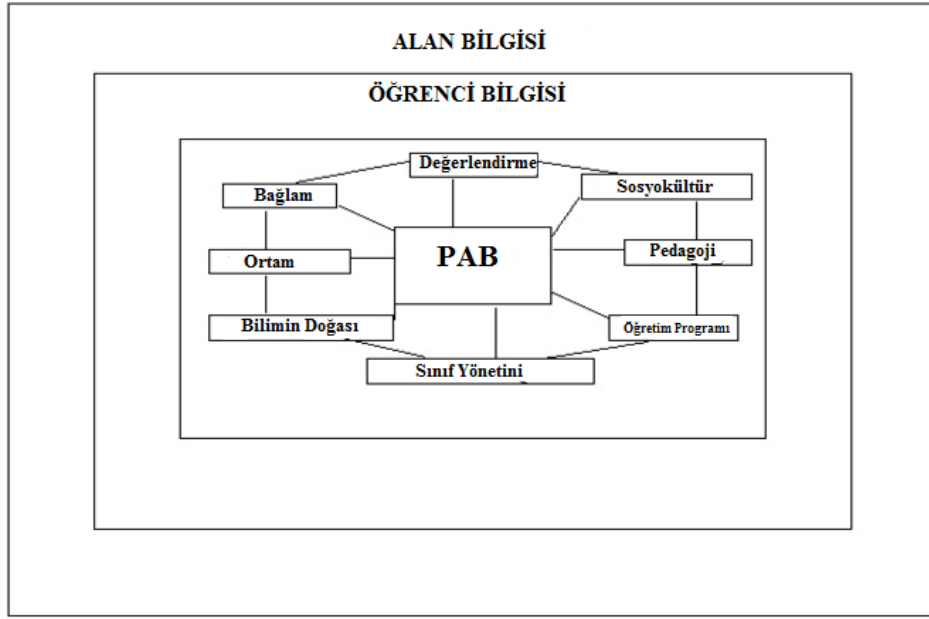 ALAN BİLGİSİ
ÖĞRENCİ BİLGİSİ
Değerlendirme
Bağlam
Sosyokültür
PAB
Ortam
Pedagoji
Bilimin Doğası
Öğretim Programı
Sınıf Yönetini